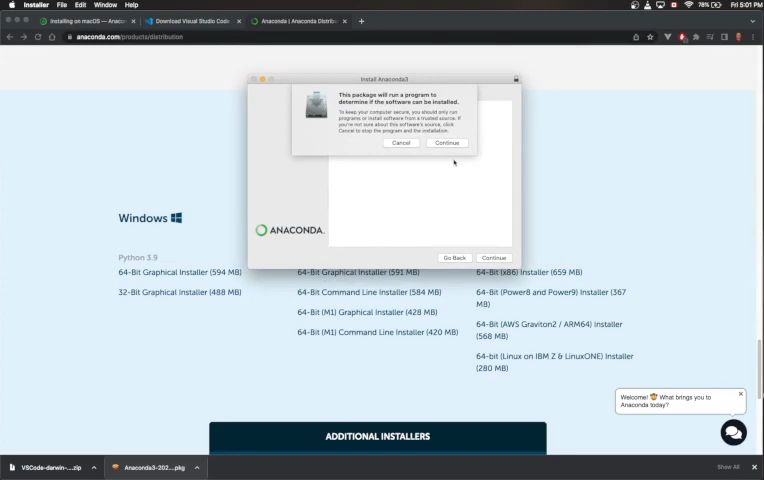 Installer File Edit Window Help
78% Fri 5:01 PM
Installing on macOS — Anacon
Download Visual Studio Code
Anaconda | Anaconda Distribu
anaconda.com/products/distribution
Install Anaconda3
This package will run a program to
determine if the software can be installed.
To keep your computer secure, you should only run
programs or install software from a trusted source. If
you're not sure about this software's source, click
Cancel to stop the program and the installation.
Cancel Continue
ANACONDA.
Go Back Continue
Windows
Python 3.9
64-Bit Graphical Installer (594 MB)
32-Bit Graphical Installer (488 MB)
64-Bit Graphical Installer (591 MB)
64-Bit Command Line Installer (584 MB)
64-Bit (M1) Graphical Installer (428 MB)
64-Bit (M1) Command Line Installer (420 MB)
64-Bit (x86) Installer (659 MB)
64-Bit (Power8 and Power9) Installer (367
MB)
64-Bit (AWS Graviton2 / ARM64) Installer
(568 MB)
64-bit (Linux on IBM Z & LinuxONE) Installer
(280 MB)
Welcome! 🤠 What brings you to
Anaconda today?
ADDITIONAL INSTALLERS
VSCode-darwin-....zip
Anaconda3-202....pkg
Show All